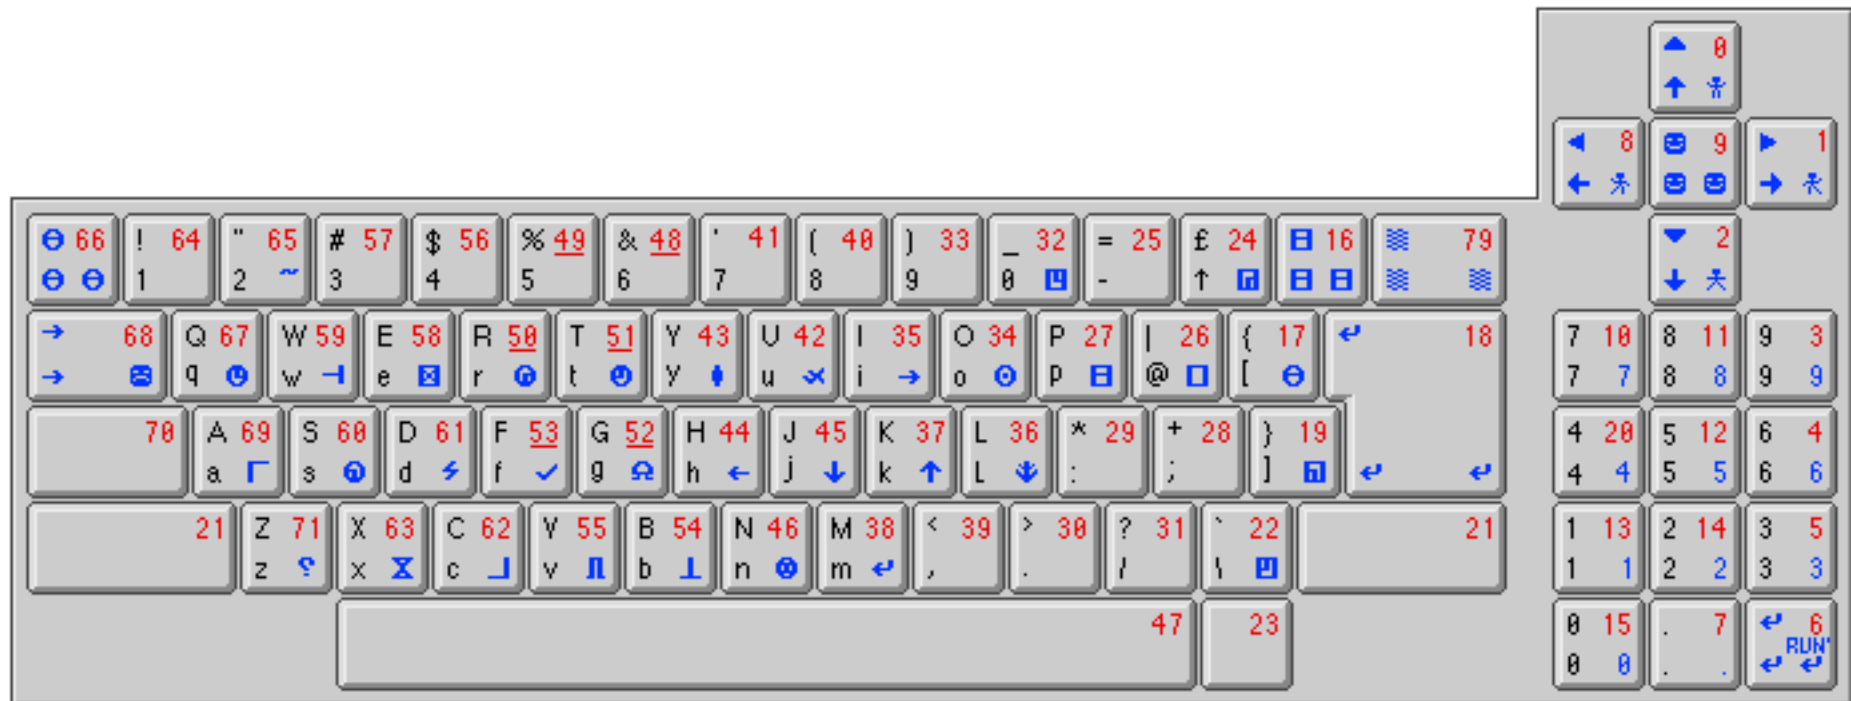 ▲ 0
↑
◀ 8 9 ▶ 1
← →
66 ! 64 " 65 # 57 $ 56 % 49 & 48 ' 41 ( 40 ) 33 _ 32 = 25 £ 24 16 79
1 2 ~ 3 4 5 6 7 8 9 0 - ↑
▼ 2
↓
→ 68 Q 67 W 59 E 58 R 50 T 51 Y 43 U 42 I 35 O 34 P 27 | 26 { 17 ↵ 18
→ q w ⊣ e r t y u i → o ⊙ p @ [ ⊖
7 10 8 11 9 3
7 7 8 8 9 9
70 A 69 S 60 D 61 F 53 G 52 H 44 J 45 K 37 L 36 * 29 + 28 } 19
a s d f ✓ g Ω h ← j ↓ k ↑ L : ; ] ↵ ↵
4 20 5 12 6 4
4 4 5 5 6 6
21 Z 71 X 63 C 62 V 55 B 54 N 46 M 38 < 39 > 30 ? 31 ` 22 21
z x c ┘ v b ⊥ n ⊗ m ↵ , . / \
1 13 2 14 3 5
1 1 2 2 3 3
47 23
0 15 . 7 ↵ 6
RUN'
0 0 . . ↵ ↵